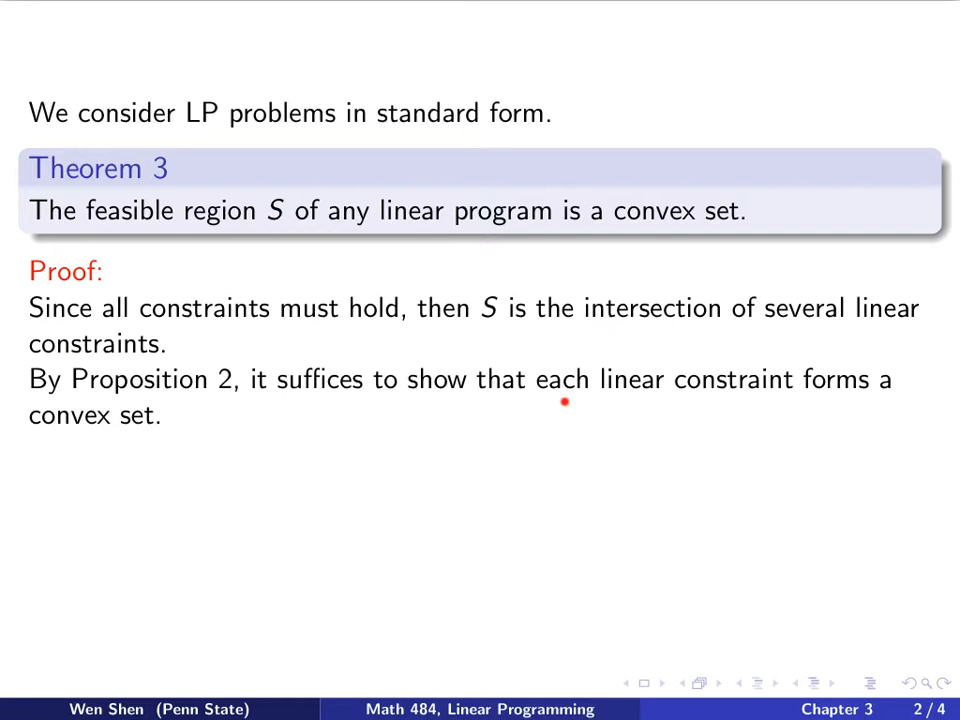 We consider LP problems in standard form.
Theorem 3
The feasible region S of any linear program is a convex set.
Proof:
Since all constraints must hold, then S is the intersection of several linear
constraints.
By Proposition 2, it suffices to show that each linear constraint forms a
convex set.
Wen Shen (Penn State) Math 484, Linear Programming Chapter 3 2 / 4